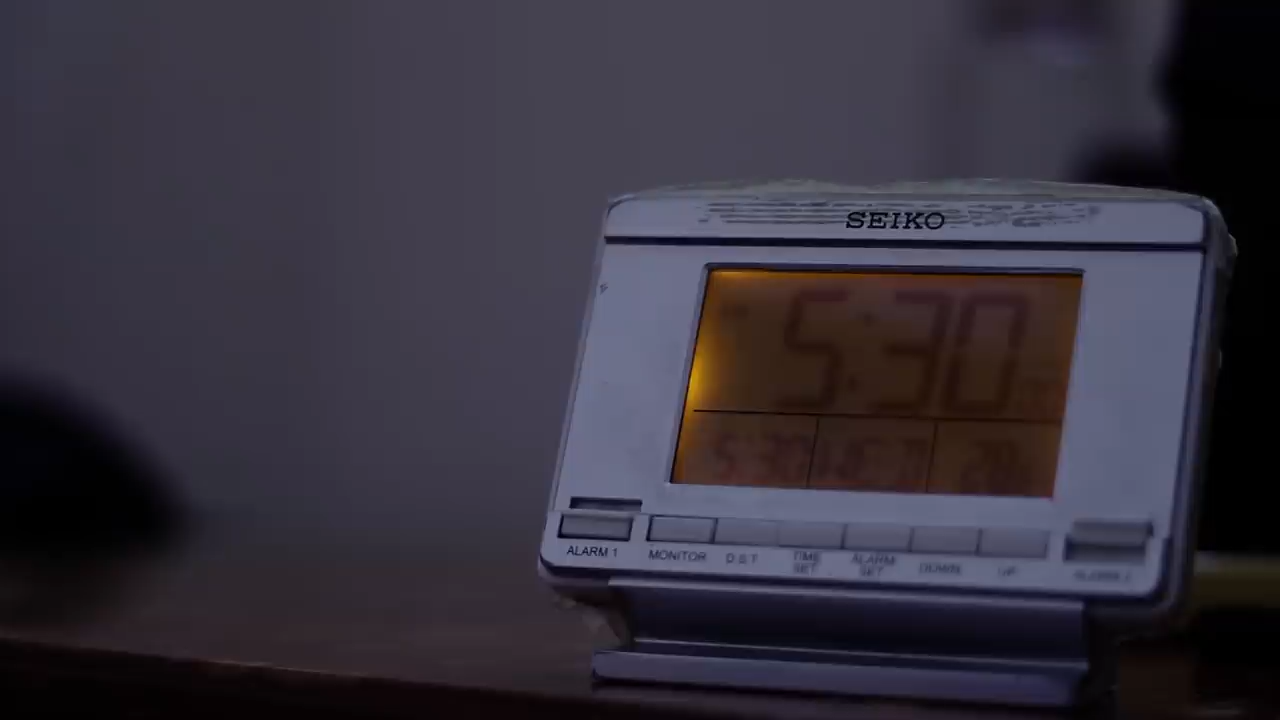 SEIKO
5:30
ALARM 1
MONITOR
D S T
TIME SET
ALARM SET
DOWN
UP